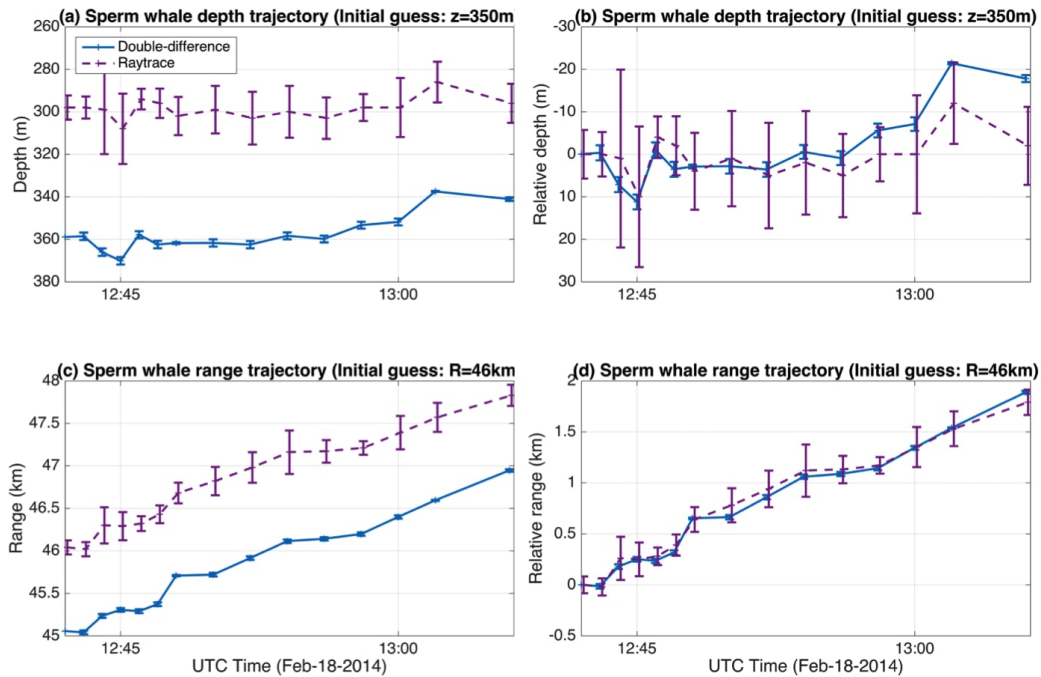 (a) Sperm whale depth trajectory (Initial guess: z=350m
260
280
300
320
340
360
380
Depth (m)
Double-difference
Raytrace
12:45
13:00
(b) Sperm whale depth trajectory (Initial guess: z=350m)
-30
-20
-10
0
10
20
30
Relative depth (m)
12:45
13:00
(c) Sperm whale range trajectory (Initial guess: R=46km
48
47.5
47
46.5
46
45.5
45
Range (km)
12:45
13:00
UTC Time (Feb-18-2014)
(d) Sperm whale range trajectory (Initial guess: R=46km)
2
1.5
1
0.5
0
-0.5
Relative range (km)
12:45
13:00
UTC Time (Feb-18-2014)